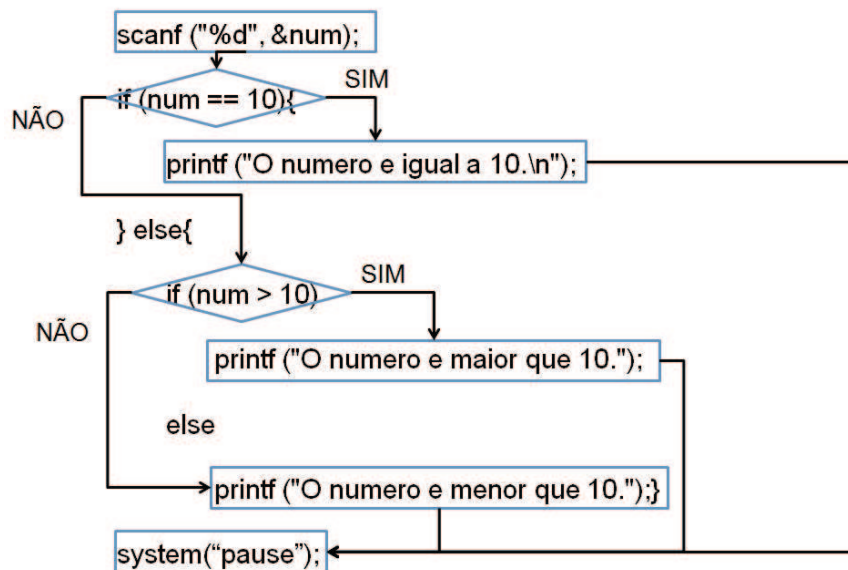 scanf ("%d", &num);
SIM
if (num == 10){
NÃO
printf ("O numero e igual a 10.\n");
} else{
SIM
if (num > 10)
NÃO
printf ("O numero e maior que 10.");
else
printf ("O numero e menor que 10.");}
system(“pause”);